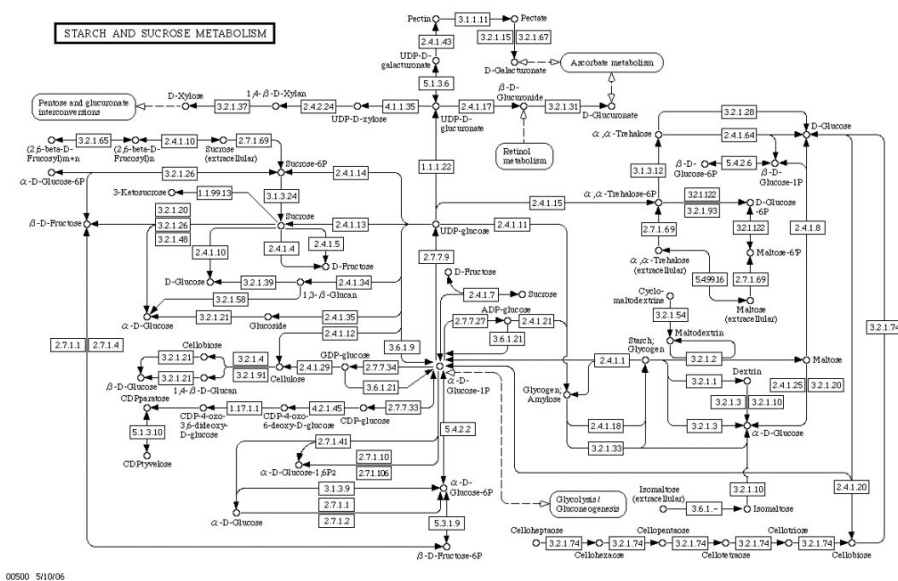 STARCH AND SUCROSE METABOLISM
Pectin
3.1.1.11
Pectate
2.4.1.43
3.2.1.15
3.2.1.67
UDP-D-
galacturonate
D-Galacturonate
Ascorbate metabolism
5.1.3.6
Pentose and glucuronate
interconversions
D-Xylose
3.2.1.37
1,4-β-D-Xylan
2.4.2.24
UDP-D-xylose
4.1.1.35
UDP-D-
glucuronate
2.4.1.17
β-D-
Glucuronide
3.2.1.31
D-Glucuronate
Retinol
metabolism
3.2.1.28
α,α-Trehalose
2.4.1.64
D-Glucose
β-D-
Glucose-6P
5.4.2.6
β-D-
Glucose-1P
3.2.1.65
2.4.1.10
2.7.1.69
(2,6-beta-D-
Frucosyl)m+n
(2,6-beta-D-
Frucosyl)n
Sucrose
(extracellular)
Sucrose-6P
α-D-Glucose-6P
3.2.1.26
2.4.1.14
1.1.1.22
3.1.3.12
3-Ketosucrose
1.1.99.13
3.1.3.24
Sucrose
β-D-Fructose
3.2.1.20
3.2.1.26
3.2.1.48
2.4.1.13
UDP-glucose
2.4.1.15
2.4.1.11
α,α-Trehalose-6P
3.2.1.122
3.2.1.93
D-Glucose
-6P
2.4.1.8
2.7.1.69
3.2.1.122
Maltose-6'P
α,α-Trehalose
(extracellular)
5.4.99.16
2.7.1.69
Maltose
(extracellular)
2.4.1.10
2.4.1.4
2.4.1.5
D-Fructose
2.7.7.9
D-Glucose
3.2.1.39
1,3-β-Glucan
2.4.1.34
3.2.1.58
D-Fructose
2.4.1.7
Sucrose
Cyclo-
maltodextrine
3.2.1.54
Maltodextrin
3.2.1.74
α-D-Glucose
3.2.1.21
Glucoside
2.4.1.35
2.4.1.12
ADP-glucose
2.7.7.27
2.4.1.21
3.6.1.21
2.7.1.1
2.7.1.4
3.6.1.9
Cellobiose
3.2.1.21
3.2.1.4
3.2.1.91
β-D-Glucose
3.2.1.21
1,4-β-D-Glucan
Cellulose
2.4.1.29
GDP-glucose
2.7.7.34
3.6.1.21
α-D-
Glucose-1P
Starch;
Glycogen
2.4.1.1
3.2.1.2
Maltose
Glycogen;
Amylose
3.2.1.1
Dextrin
3.2.1.3
3.2.1.10
2.4.1.25
3.2.1.20
CDPparatose
1.17.1.1
4.2.1.45
2.7.7.33
CDP-4-oxo-
3,6-dideoxy-
D-glucose
CDP-4-oxo-
6-deoxy-D-glucose
CDP-glucose
2.4.1.18
3.2.1.3
α-D-Glucose
3.2.1.33
5.1.3.10
CDPtyvelose
5.4.2.2
2.7.1.41
2.7.1.10
2.7.1.106
α-D-Glucose-1,6P2
3.1.3.9
2.7.1.1
2.7.1.2
α-D-Glucose
α-D-
Glucose-6P
Isomaltose
(extracellular)
3.2.1.10
2.4.1.20
3.6.1.-
Isomaltose
Glycolysis/
Gluconeogenesis
5.3.1.9
β-D-Fructose-6P
Celloheptaose
3.2.1.74
Cellohexaose
3.2.1.74
Cellopentaose
3.2.1.74
Cellotetraose
3.2.1.74
Cellotriose
3.2.1.74
Cellobiose
00500 5/10/06